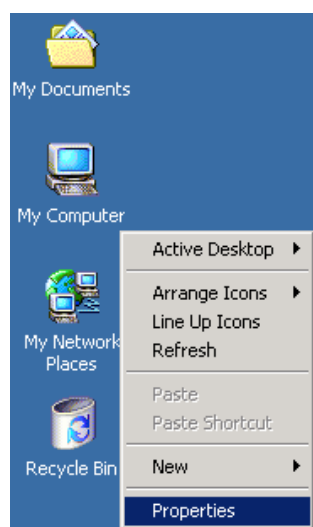 My Documents
My Computer
Active Desktop
Arrange Icons
Line Up Icons
My Network
Places
Refresh
Paste
Paste Shortcut
Recycle Bin
New
Properties